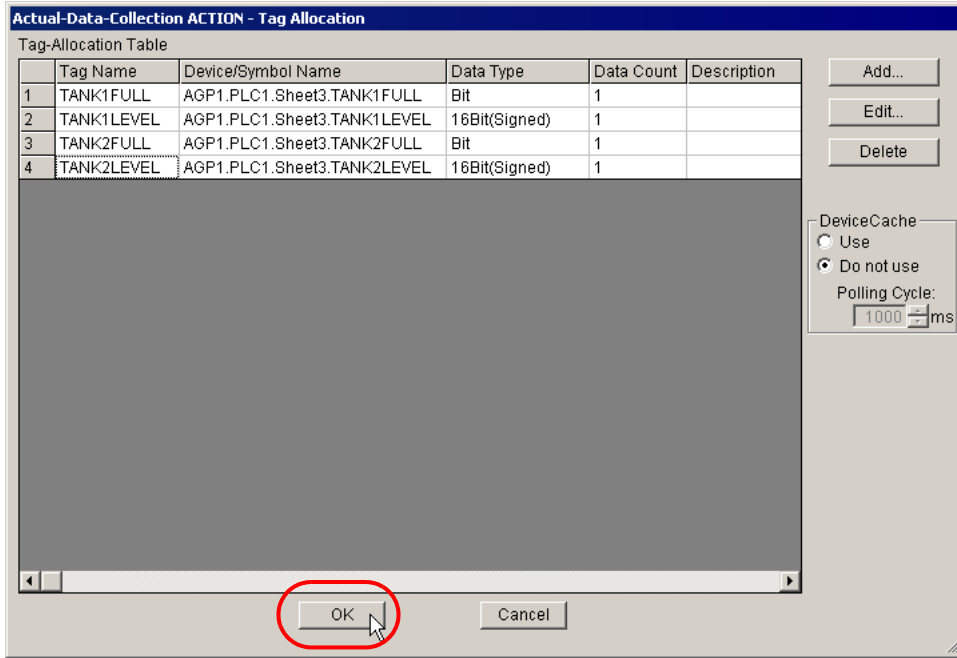 Actual-Data-Collection ACTION - Tag Allocation
Tag-Allocation Table
Tag Name Device/Symbol Name Data Type Data Count Description
1 TANK1FULL AGP1.PLC1.Sheet3.TANK1FULL Bit 1
2 TANK1LEVEL AGP1.PLC1.Sheet3.TANK1LEVEL 16Bit(Signed) 1
3 TANK2FULL AGP1.PLC1.Sheet3.TANK2FULL Bit 1
4 TANK2LEVEL AGP1.PLC1.Sheet3.TANK2LEVEL 16Bit(Signed) 1
Add...
Edit...
Delete
DeviceCache
Use
Do not use
Polling Cycle:
1000 ms
OK Cancel